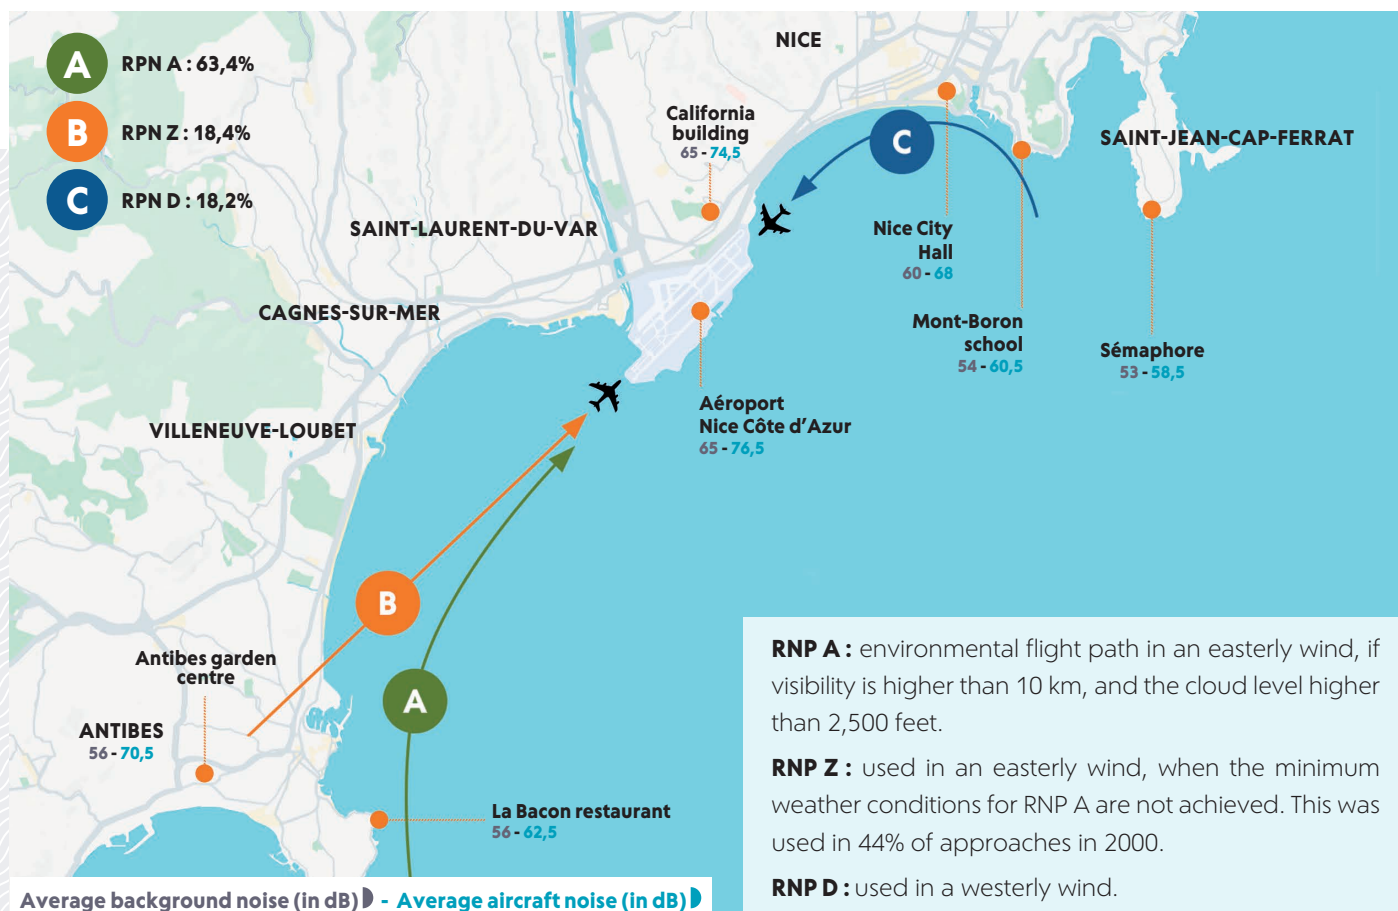 A RPN A : 63,4%
B RPN Z : 18,4%
C RPN D : 18,2%
NICE
California
building
65 - 74,5
C
SAINT-JEAN-CAP-FERRAT
SAINT-LAURENT-DU-VAR
Nice City
Hall
60 - 68
CAGNES-SUR-MER
Mont-Boron
school
54 - 60,5
Sémaphore
53 - 58,5
Aéroport
Nice Côte d'Azur
65 - 76,5
VILLENEUVE-LOUBET
B
A
Antibes garden
centre
ANTIBES
56 - 70,5
La Bacon restaurant
56 - 62,5
RNP A : environmental flight path in an easterly wind, if
visibility is higher than 10 km, and the cloud level higher
than 2,500 feet.
RNP Z : used in an easterly wind, when the minimum
weather conditions for RNP A are not achieved. This was
used in 44% of approaches in 2000.
RNP D : used in a westerly wind.
Average background noise (in dB) - Average aircraft noise (in dB)